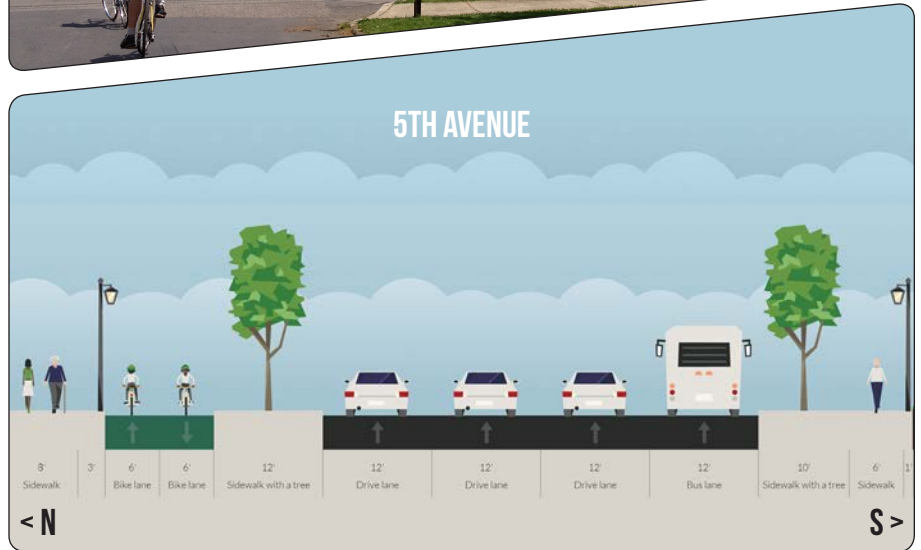 5TH AVENUE
8' 3' 6' 6' 12' 12' 12' 12' 12' 10' 6' 1'
Sidewalk Bike lane Bike lane Sidewalk with a tree Drive lane Drive lane Drive lane Bus lane Sidewalk with a tree Sidewalk
< N S >